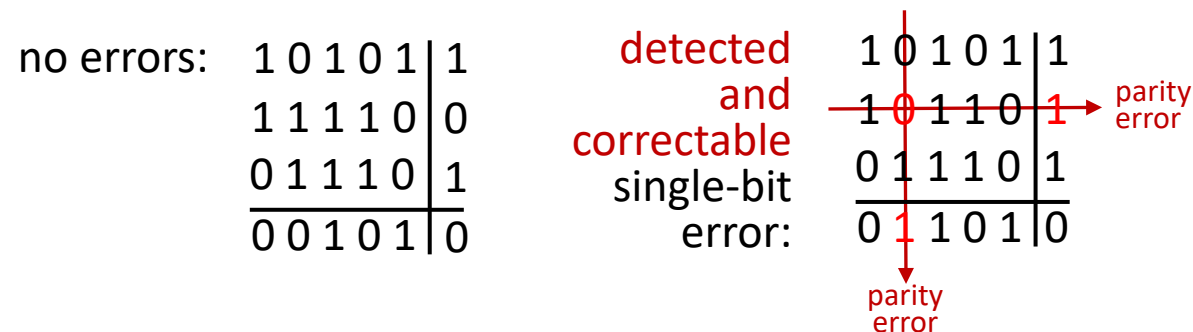 no errors:
1 0 1 0 1 1 1
1 1 1 1 0 0
0 1 1 1 0 1
0 0 1 0 1 0
detected
and
correctable
single-bit
error:
1 0 1 0 1 1
1 0 1 1 0 1
0 1 1 1 0 1
0 1 1 0 1 0
parity
error
parity
error